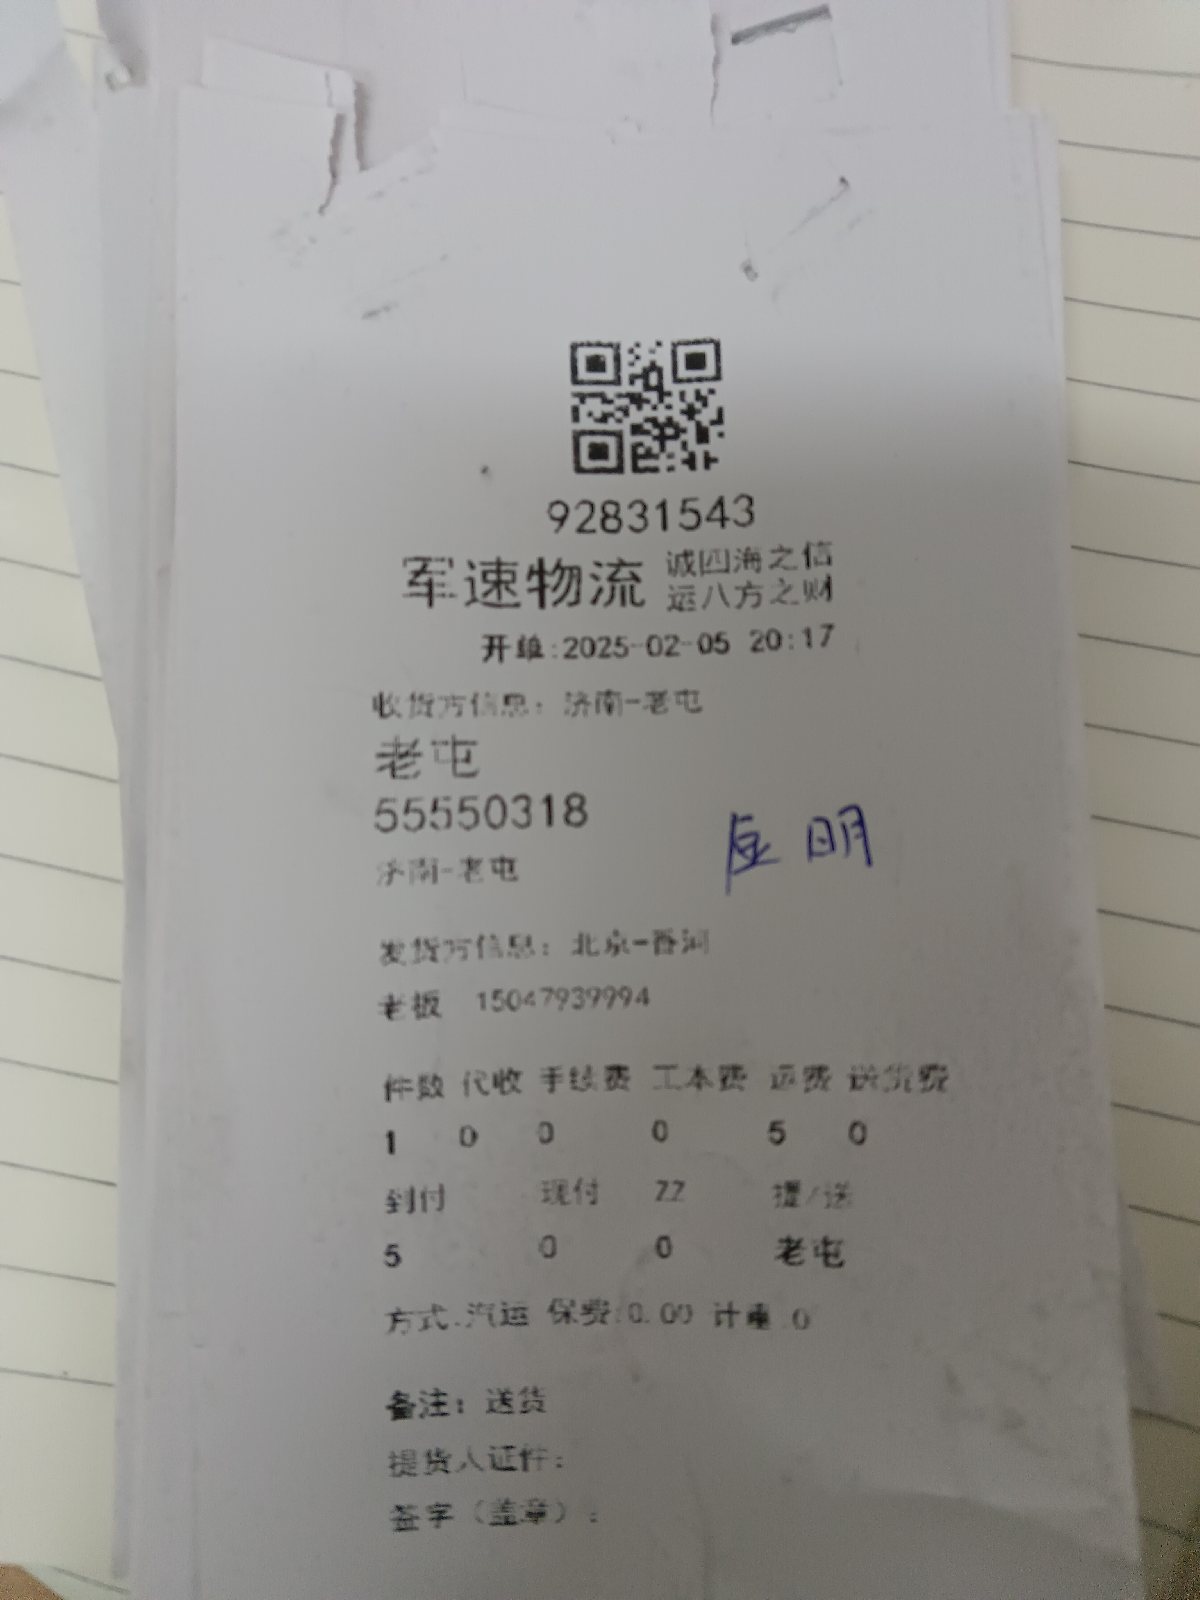 92831543
军速物流 诚四海之信
运八方之财
开单:2025-02-05 20:17
收货方信息：济南-老屯
老屯
55550318
明
济南-老屯
发货方信息：北京-香河
老板 15047939994
件数 代收 手续费 工本费 运费 送货费
1 0 0 0 5 0
到付 现付 ZZ 提/送
5 0 0 老屯
方式:汽运 保费:0.00 计重:0
备注：送货
提货人证件：
签字（盖章）：